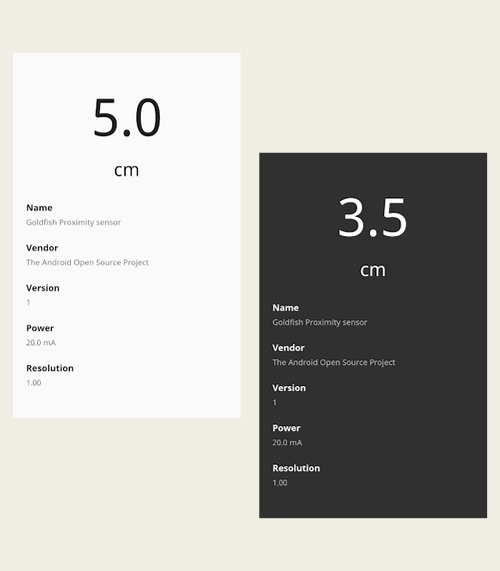 5.0
cm
Name
Goldfish Proximity sensor
Vendor
The Android Open Source Project
Version
1
Power
20.0 mA
Resolution
1.00
3.5
cm
Name
Goldfish Proximity sensor
Vendor
The Android Open Source Project
Version
1
Power
20.0 mA
Resolution
1.00